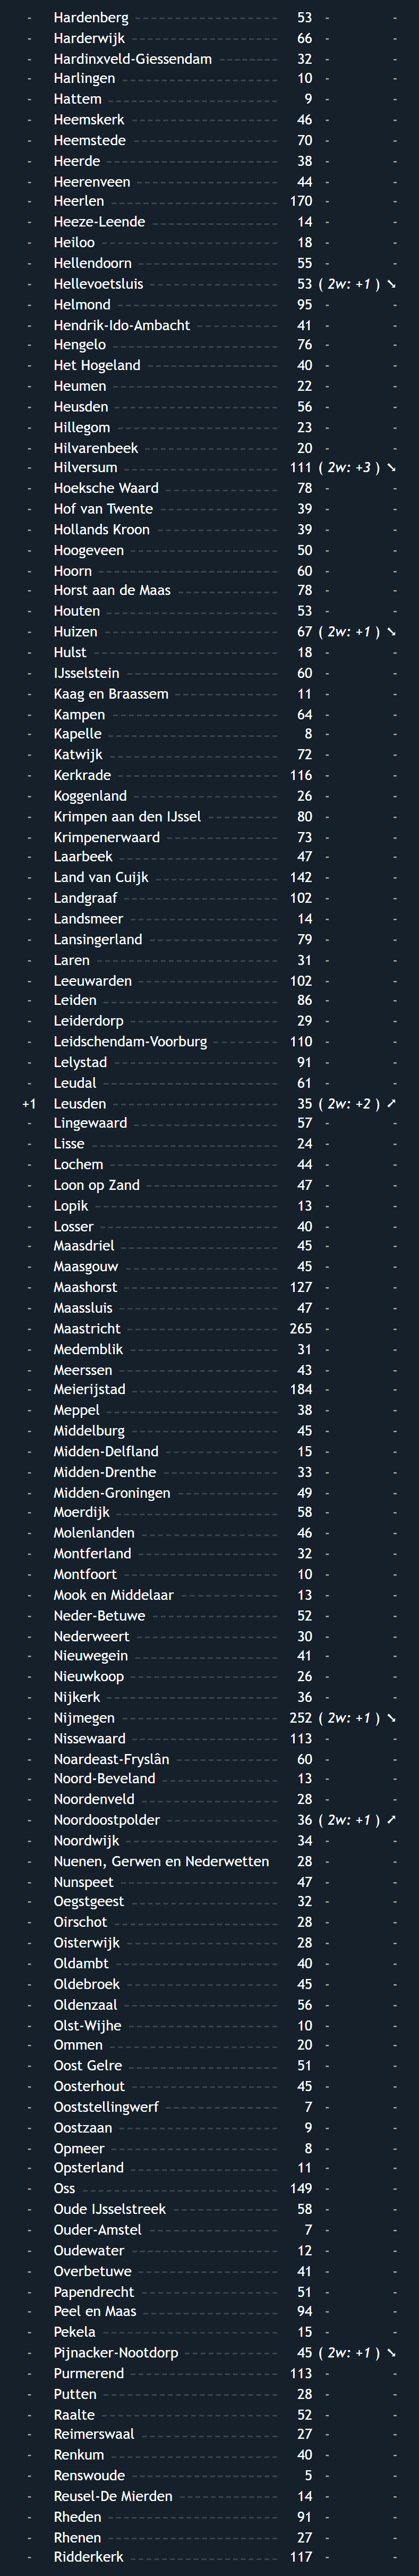 - Hardenberg 53 - -
- Harderwijk 66 - -
- Hardinxveld-Giessendam 32 - -
- Harlingen 10 - -
- Hattem 9 - -
- Heemskerk 46 - -
- Heemstede 70 - -
- Heerde 38 - -
- Heerenveen 44 - -
- Heerlen 170 - -
- Heeze-Leende 14 - -
- Heiloo 18 - -
- Hellendoorn 55 - -
- Hellevoetsluis 53 ( 2w: +1 ) ➘
- Helmond 95 - -
- Hendrik-Ido-Ambacht 41 - -
- Hengelo 76 - -
- Het Hogeland 40 - -
- Heumen 22 - -
- Heusden 56 - -
- Hillegom 23 - -
- Hilvarenbeek 20 - -
- Hilversum 111 ( 2w: +3 ) ➘
- Hoeksche Waard 78 - -
- Hof van Twente 39 - -
- Hollands Kroon 39 - -
- Hoogeveen 50 - -
- Hoorn 60 - -
- Horst aan de Maas 78 - -
- Houten 53 - -
- Huizen 67 ( 2w: +1 ) ➘
- Hulst 18 - -
- IJsselstein 60 - -
- Kaag en Braassem 11 - -
- Kampen 64 - -
- Kapelle 8 - -
- Katwijk 72 - -
- Kerkrade 116 - -
- Koggenland 26 - -
- Krimpen aan den IJssel 80 - -
- Krimpenerwaard 73 - -
- Laarbeek 47 - -
- Land van Cuijk 142 - -
- Landgraaf 102 - -
- Landsmeer 14 - -
- Lansingerland 79 - -
- Laren 31 - -
- Leeuwarden 102 - -
- Leiden 86 - -
- Leiderdorp 29 - -
- Leidschendam-Voorburg 110 - -
- Lelystad 91 - -
- Leudal 61 - -
+1 Leusden 35 ( 2w: +2 ) ➚
- Lingewaard 57 - -
- Lisse 24 - -
- Lochem 44 - -
- Loon op Zand 47 - -
- Lopik 13 - -
- Losser 40 - -
- Maasdriel 45 - -
- Maasgouw 45 - -
- Maashorst 127 - -
- Maassluis 47 - -
- Maastricht 265 - -
- Medemblik 31 - -
- Meerssen 43 - -
- Meierijstad 184 - -
- Meppel 38 - -
- Middelburg 45 - -
- Midden-Delfland 15 - -
- Midden-Drenthe 33 - -
- Midden-Groningen 49 - -
- Moerdijk 58 - -
- Molenlanden 46 - -
- Montferland 32 - -
- Montfoort 10 - -
- Mook en Middelaar 13 - -
- Neder-Betuwe 52 - -
- Nederweert 30 - -
- Nieuwegein 41 - -
- Nieuwkoop 26 - -
- Nijkerk 36 - -
- Nijmegen 252 ( 2w: +1 ) ➘
- Nissewaard 113 - -
- Noardeast-Fryslân 60 - -
- Noord-Beveland 13 - -
- Noordenveld 28 - -
- Noordoostpolder 36 ( 2w: +1 ) ➚
- Noordwijk 34 - -
- Nuenen, Gerwen en Nederwetten 28 - -
- Nunspeet 47 - -
- Oegstgeest 32 - -
- Oirschot 28 - -
- Oisterwijk 28 - -
- Oldambt 40 - -
- Oldebroek 45 - -
- Oldenzaal 56 - -
- Olst-Wijhe 10 - -
- Ommen 20 - -
- Oost Gelre 51 - -
- Oosterhout 45 - -
- Ooststellingwerf 7 - -
- Oostzaan 9 - -
- Opmeer 8 - -
- Opsterland 11 - -
- Oss 149 - -
- Oude IJsselstreek 58 - -
- Ouder-Amstel 7 - -
- Oudewater 12 - -
- Overbetuwe 41 - -
- Papendrecht 51 - -
- Peel en Maas 94 - -
- Pekela 15 - -
- Pijnacker-Nootdorp 45 ( 2w: +1 ) ➘
- Purmerend 113 - -
- Putten 28 - -
- Raalte 52 - -
- Reimerswaal 27 - -
- Renkum 40 - -
- Renswoude 5 - -
- Reusel-De Mierden 14 - -
- Rheden 91 - -
- Rhenen 27 - -
- Ridderkerk 117 - -